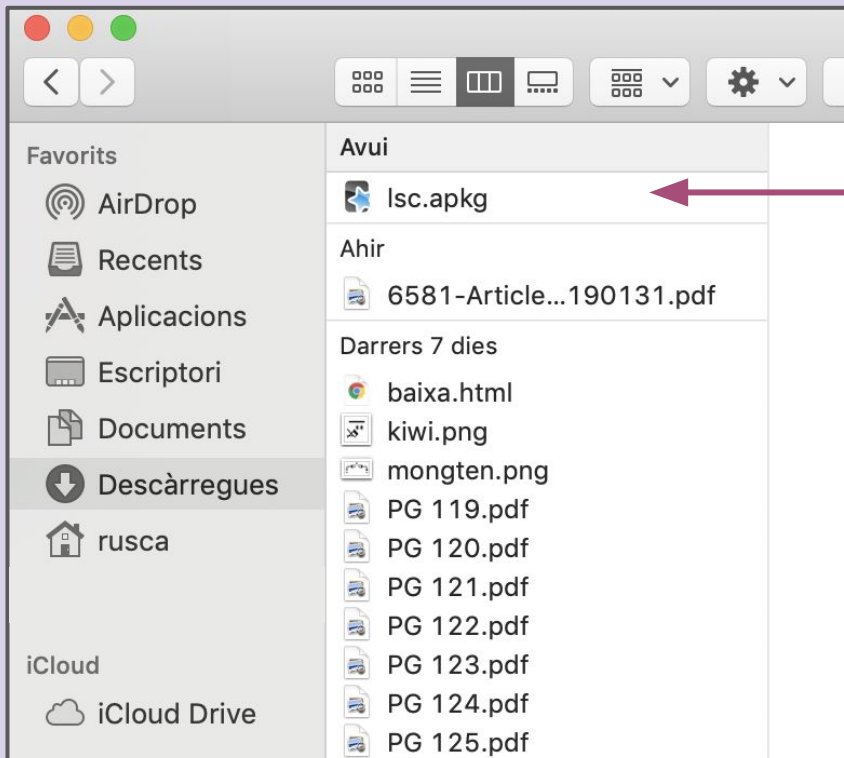 Favorits
AirDrop
Recents
Aplicacions
Escriptori
Documents
Descàrregues
rusca
iCloud
iCloud Drive
Avui
lsc.apkg
Ahir
6581-Article...190131.pdf
Darrers 7 dies
baixa.html
kiwi.png
mongten.png
PG 119.pdf
PG 120.pdf
PG 121.pdf
PG 122.pdf
PG 123.pdf
PG 124.pdf
PG 125.pdf